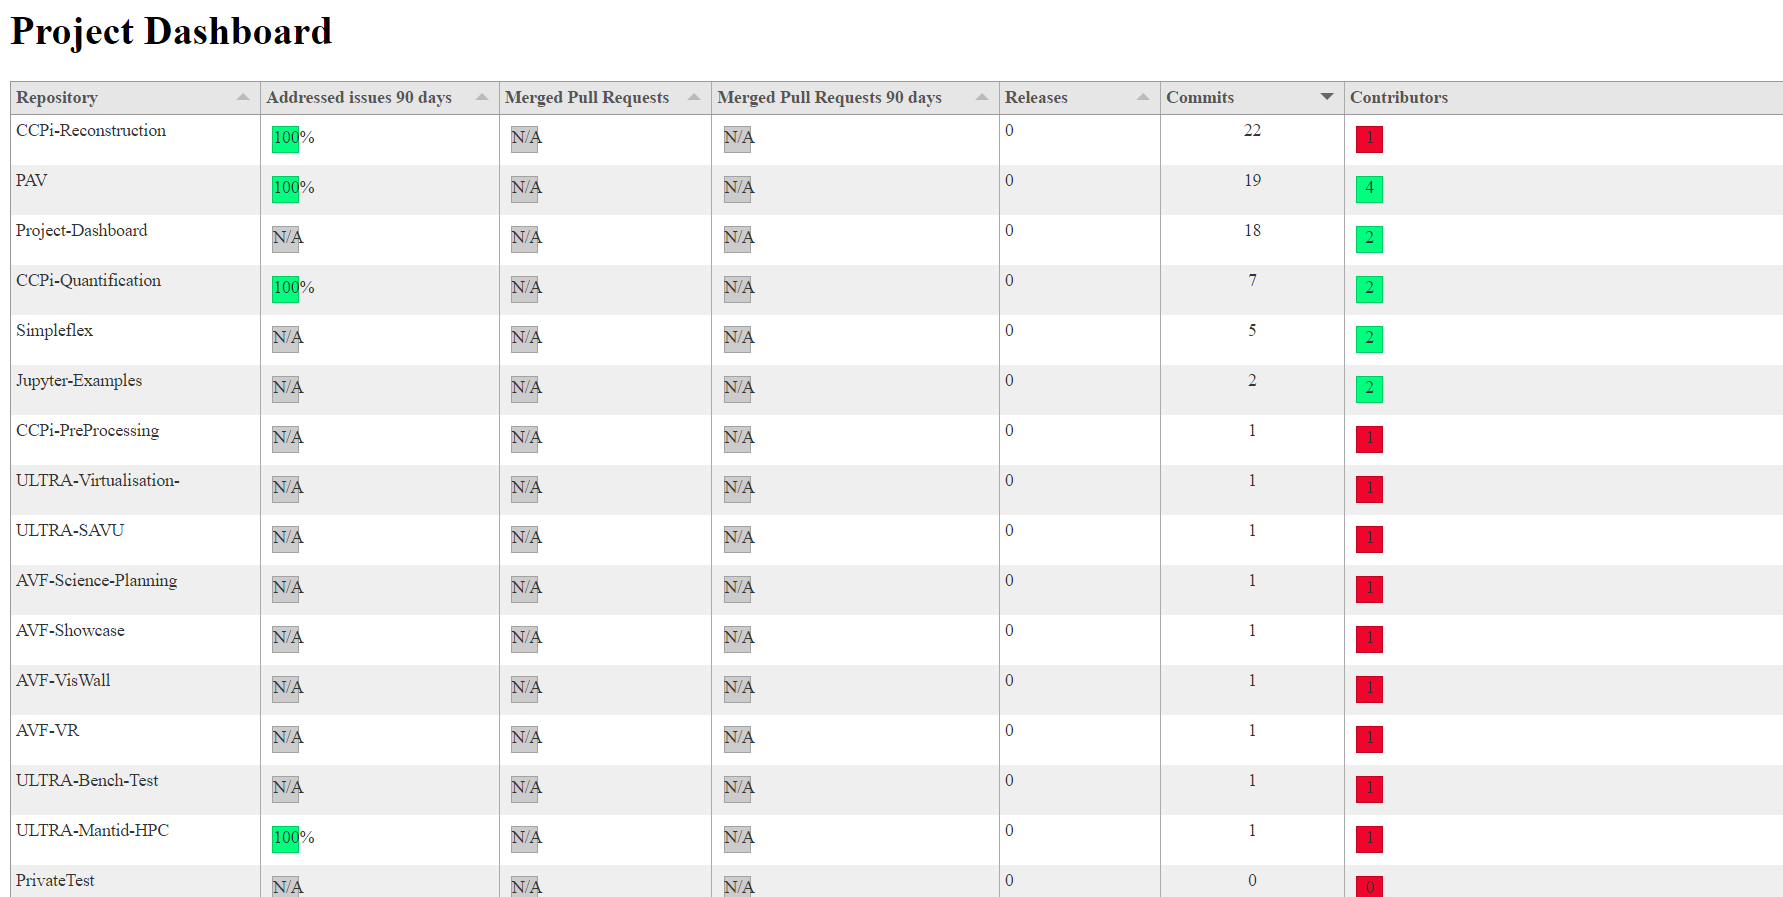 Project Dashboard
Repository Addressed issues 90 days Merged Pull Requests Merged Pull Requests 90 days Releases Commits Contributors
CCPi-Reconstruction 100% N/A N/A 0 22 1
PAV 100% N/A N/A 0 19 4
Project-Dashboard N/A N/A N/A 0 18 2
CCPi-Quantification 100% N/A N/A 0 7 2
Simpleflex N/A N/A N/A 0 5 2
Jupyter-Examples N/A N/A N/A 0 2 2
CCPi-PreProcessing N/A N/A N/A 0 1 1
ULTRA-Virtualisation- N/A N/A N/A 0 1 1
ULTRA-SAVU N/A N/A N/A 0 1 1
AVF-Science-Planning N/A N/A N/A 0 1 1
AVF-Showcase N/A N/A N/A 0 1 1
AVF-VisWall N/A N/A N/A 0 1 1
AVF-VR N/A N/A N/A 0 1 1
ULTRA-Bench-Test N/A N/A N/A 0 1 1
ULTRA-Mantid-HPC 100% N/A N/A 0 1 1
PrivateTest N/A N/A N/A 0 0 0